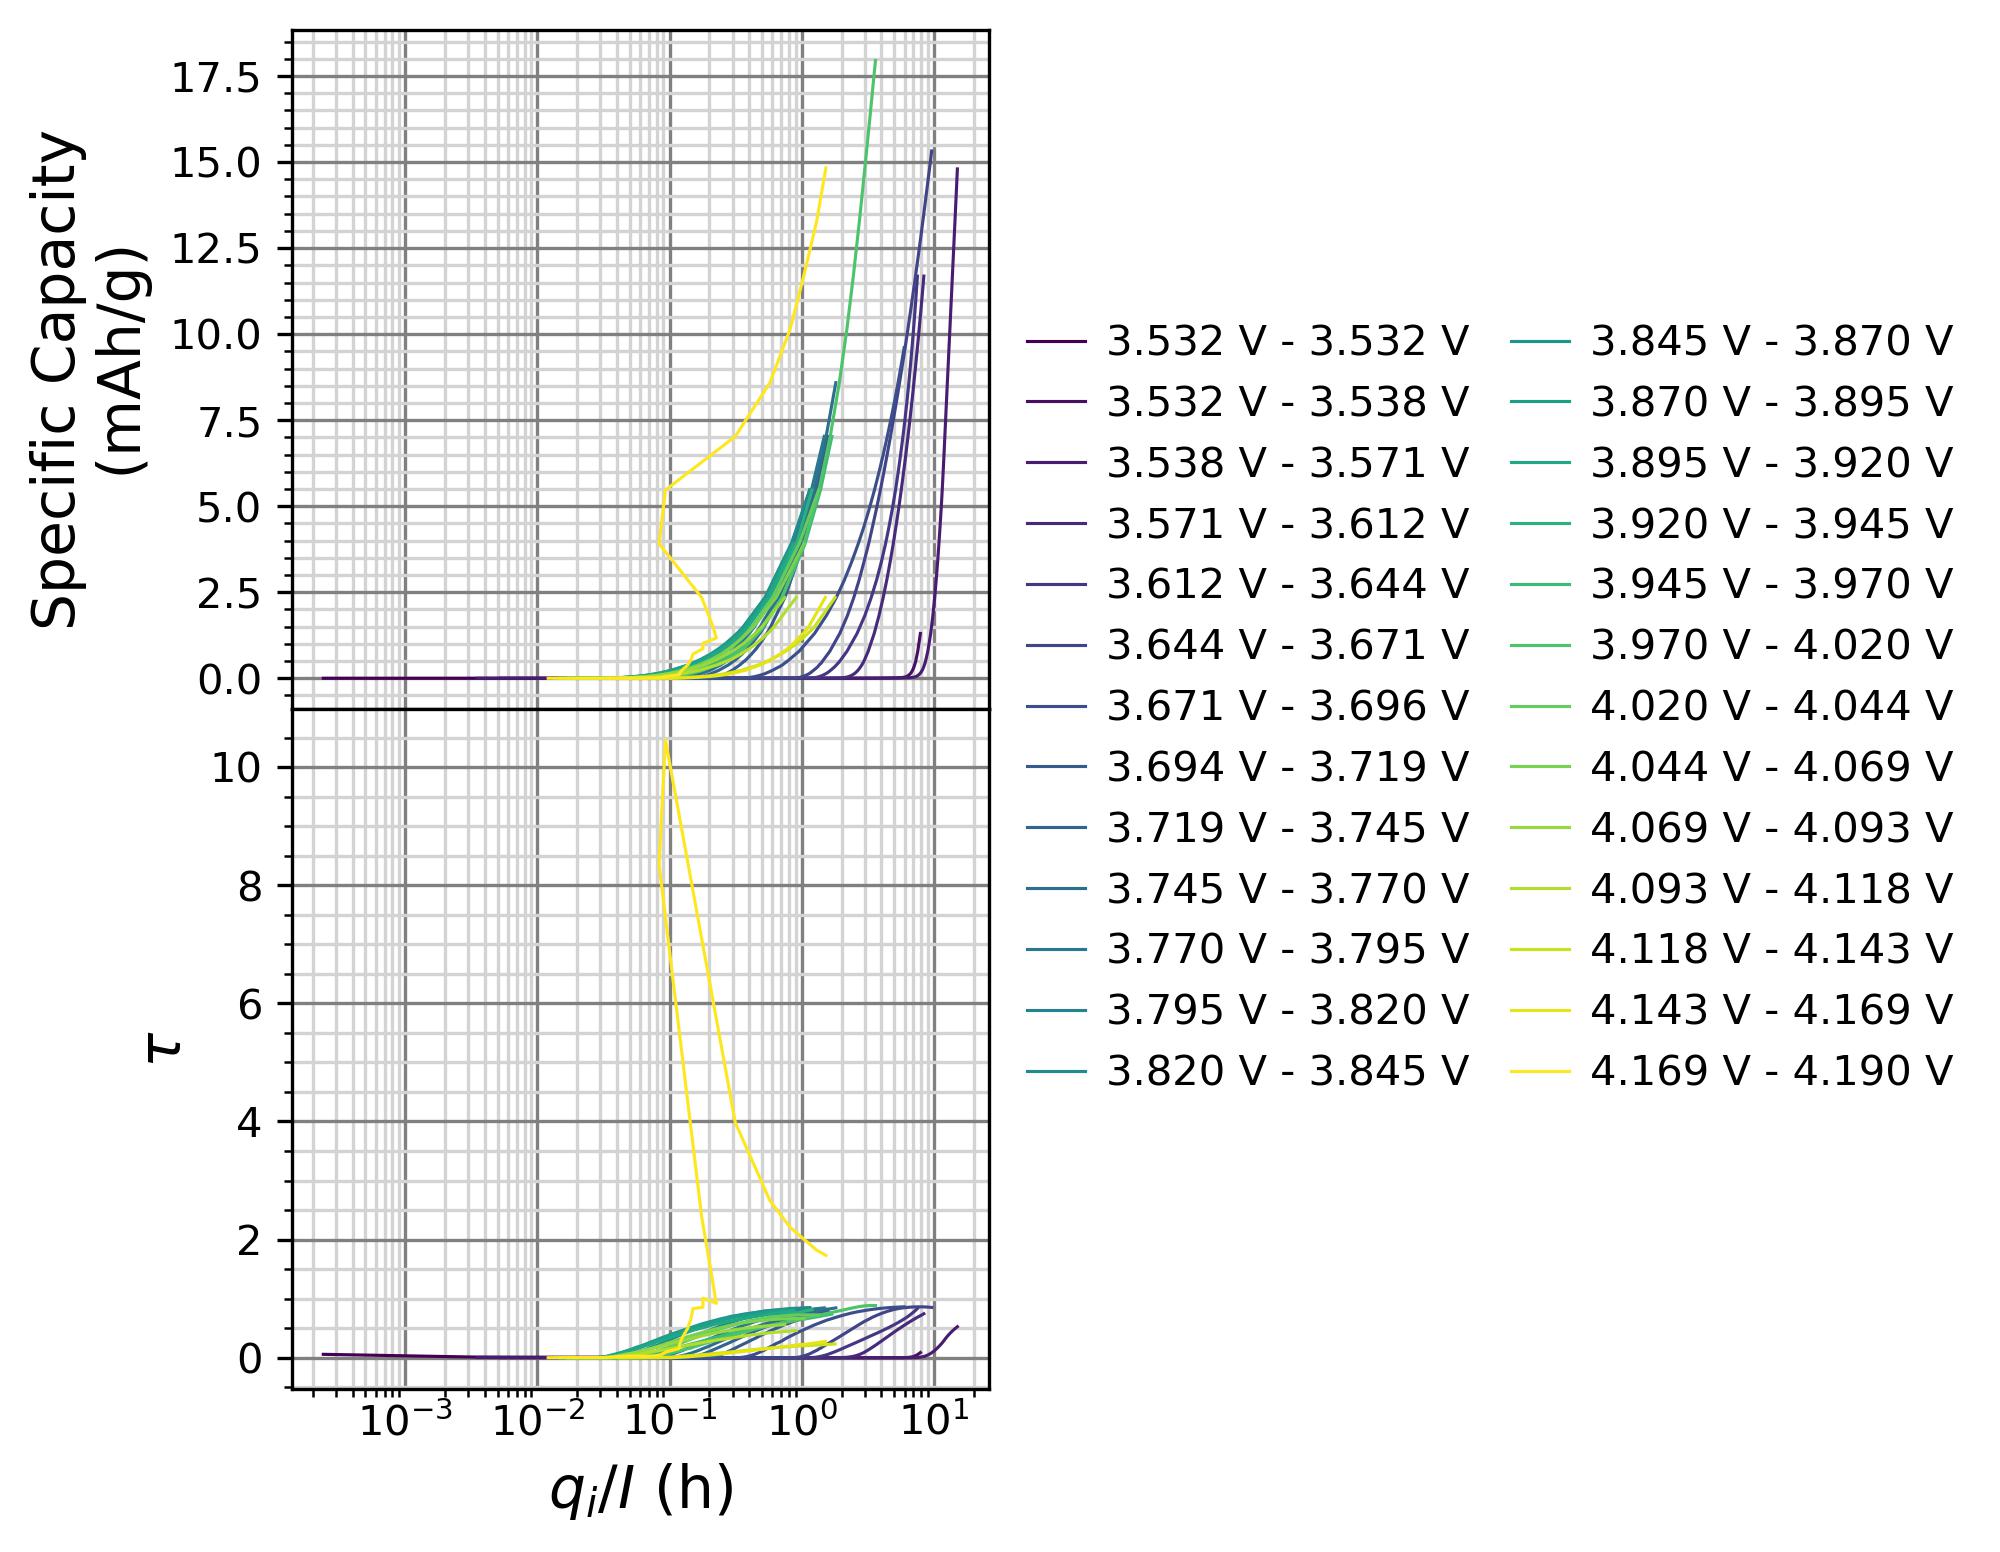 Specific Capacity
(mAh/g)
17.5
15.0
12.5
10.0
7.5
5.0
2.5
0.0
τ
10
8
6
4
2
0
10⁻³ 10⁻² 10⁻¹ 10⁰ 10¹
qᵢ/I (h)
3.532 V - 3.532 V
3.532 V - 3.538 V
3.538 V - 3.571 V
3.571 V - 3.612 V
3.612 V - 3.644 V
3.644 V - 3.671 V
3.671 V - 3.696 V
3.694 V - 3.719 V
3.719 V - 3.745 V
3.745 V - 3.770 V
3.770 V - 3.795 V
3.795 V - 3.820 V
3.820 V - 3.845 V
3.845 V - 3.870 V
3.870 V - 3.895 V
3.895 V - 3.920 V
3.920 V - 3.945 V
3.945 V - 3.970 V
3.970 V - 4.020 V
4.020 V - 4.044 V
4.044 V - 4.069 V
4.069 V - 4.093 V
4.093 V - 4.118 V
4.118 V - 4.143 V
4.143 V - 4.169 V
4.169 V - 4.190 V